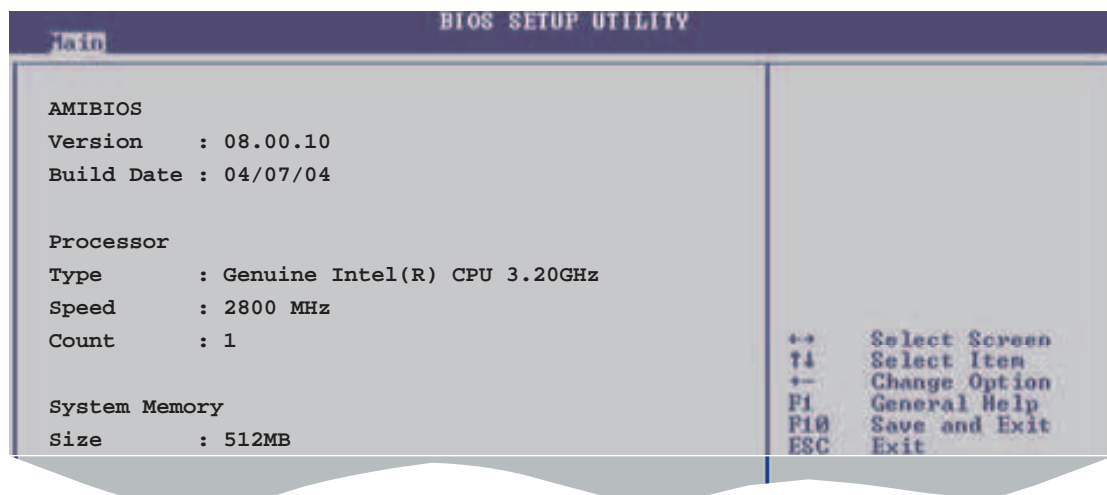 BIOS SETUP UTILITY
Main
AMIBIOS
Version : 08.00.10
Build Date : 04/07/04
Processor
Type : Genuine Intel(R) CPU 3.20GHz
Speed : 2800 MHz
Count : 1
System Memory
Size : 512MB
←→ Select Screen
↑↓ Select Item
+- Change Option
F1 General Help
F10 Save and Exit
ESC Exit